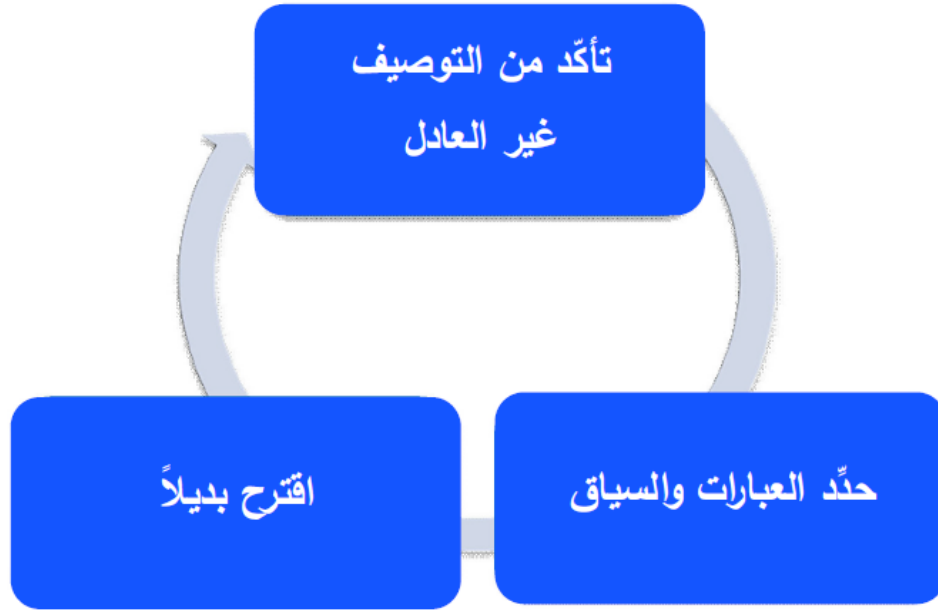 تأكّد من التوصيف
غير العادل
حدِّد العبارات والسياق
اقترح بديلاً